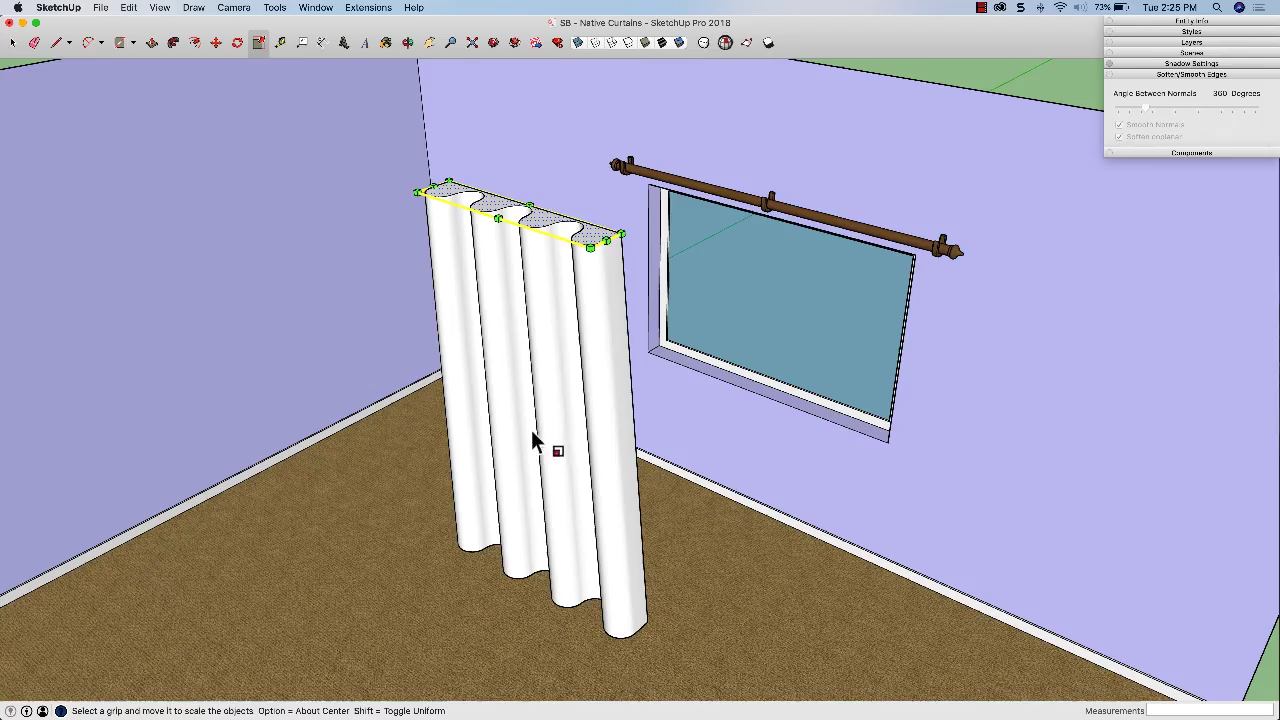 SketchUp File Edit View Draw Camera Tools Window Extensions Help 73% Tue 2:25 PM
SB - Native Curtains - SketchUp Pro 2018
Entity Info
Styles
Layers
Scenes
Shadow Settings
Soften/Smooth Edges
Angle Between Normals 360 Degrees
Smooth Normals
Soften coplanar
Components
Select a grip and move it to scale the objects Option = About Center Shift = Toggle Uniform
Measurements